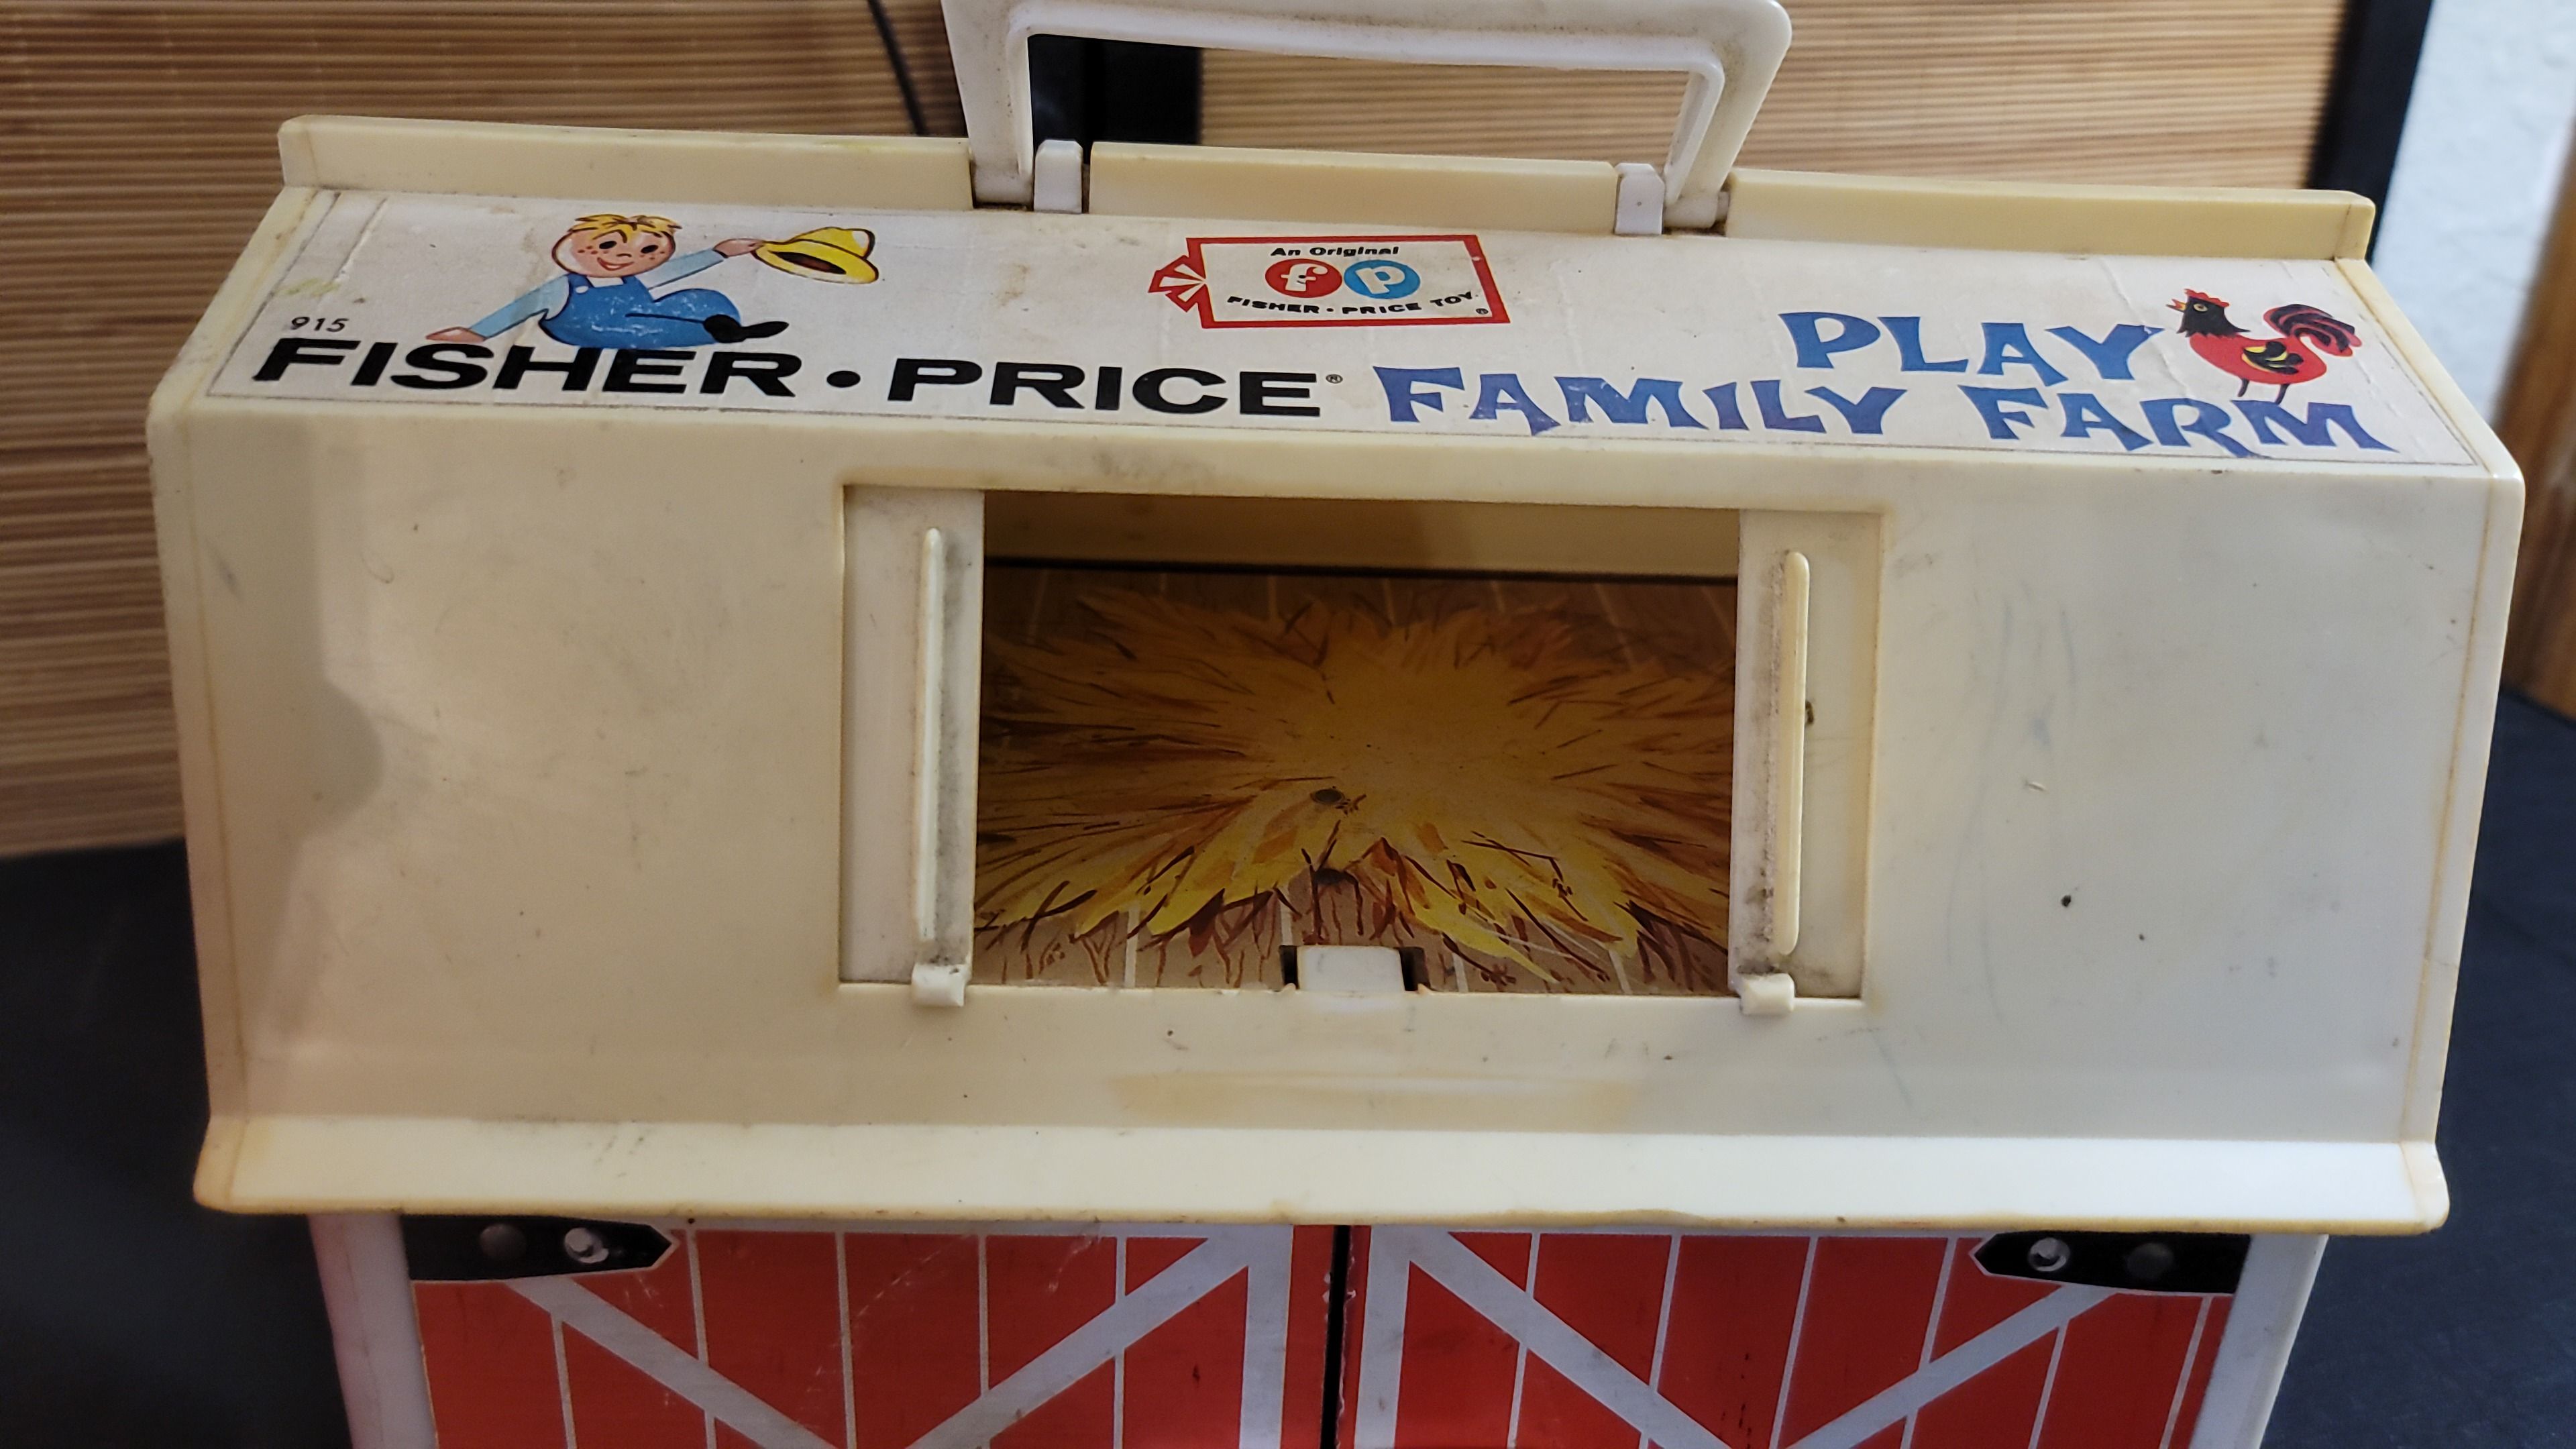 915
FISHER • PRICE®
An Original
fp
FISHER • PRICE TOY®
PLAY
FAMILY FARM